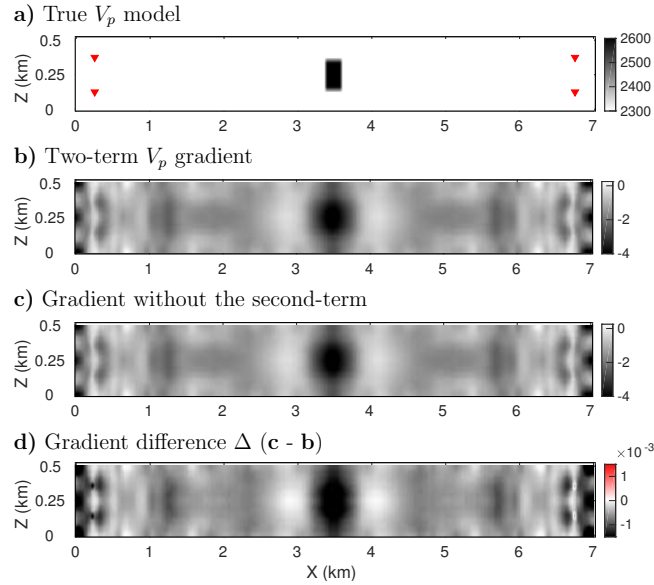 a) True Vp model
0.5
0.25
0
Z (km)
0 1 2 3 4 5 6 7
2600
2500
2400
2300
b) Two-term Vp gradient
0.5
0.25
0
Z (km)
0 1 2 3 4 5 6 7
0
-2
-4
c) Gradient without the second-term
0.5
0.25
0
Z (km)
0 1 2 3 4 5 6 7
0
-2
-4
d) Gradient difference Δ (c - b)
0.5
0.25
0
Z (km)
0 1 2 3 4 5 6 7
X (km)
×10⁻³
1
0
-1